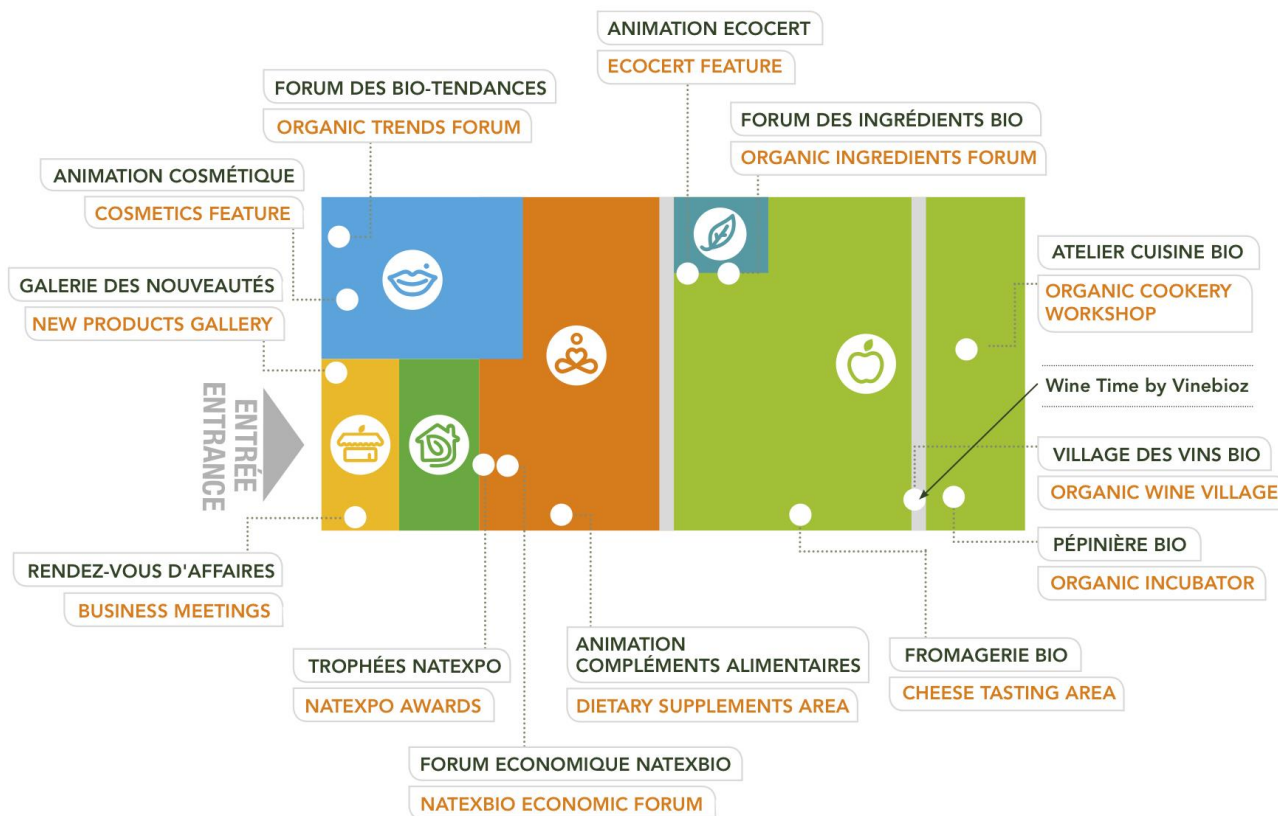 ANIMATION ECOCERT
ECOCERT FEATURE
FORUM DES BIO-TENDANCES
ORGANIC TRENDS FORUM
FORUM DES INGRÉDIENTS BIO
ORGANIC INGREDIENTS FORUM
ANIMATION COSMÉTIQUE
COSMETICS FEATURE
GALERIE DES NOUVEAUTÉS
NEW PRODUCTS GALLERY
ATELIER CUISINE BIO
ORGANIC COOKERY
WORKSHOP
Wine Time by Vinebioz
ENTRÉE
ENTRANCE
VILLAGE DES VINS BIO
ORGANIC WINE VILLAGE
PÉPINIÈRE BIO
ORGANIC INCUBATOR
RENDEZ-VOUS D'AFFAIRES
BUSINESS MEETINGS
TROPHÉES NATEXPO
NATEXPO AWARDS
ANIMATION
COMPLÉMENTS ALIMENTAIRES
DIETARY SUPPLEMENTS AREA
FROMAGERIE BIO
CHEESE TASTING AREA
FORUM ECONOMIQUE NATEXBIO
NATEXBIO ECONOMIC FORUM